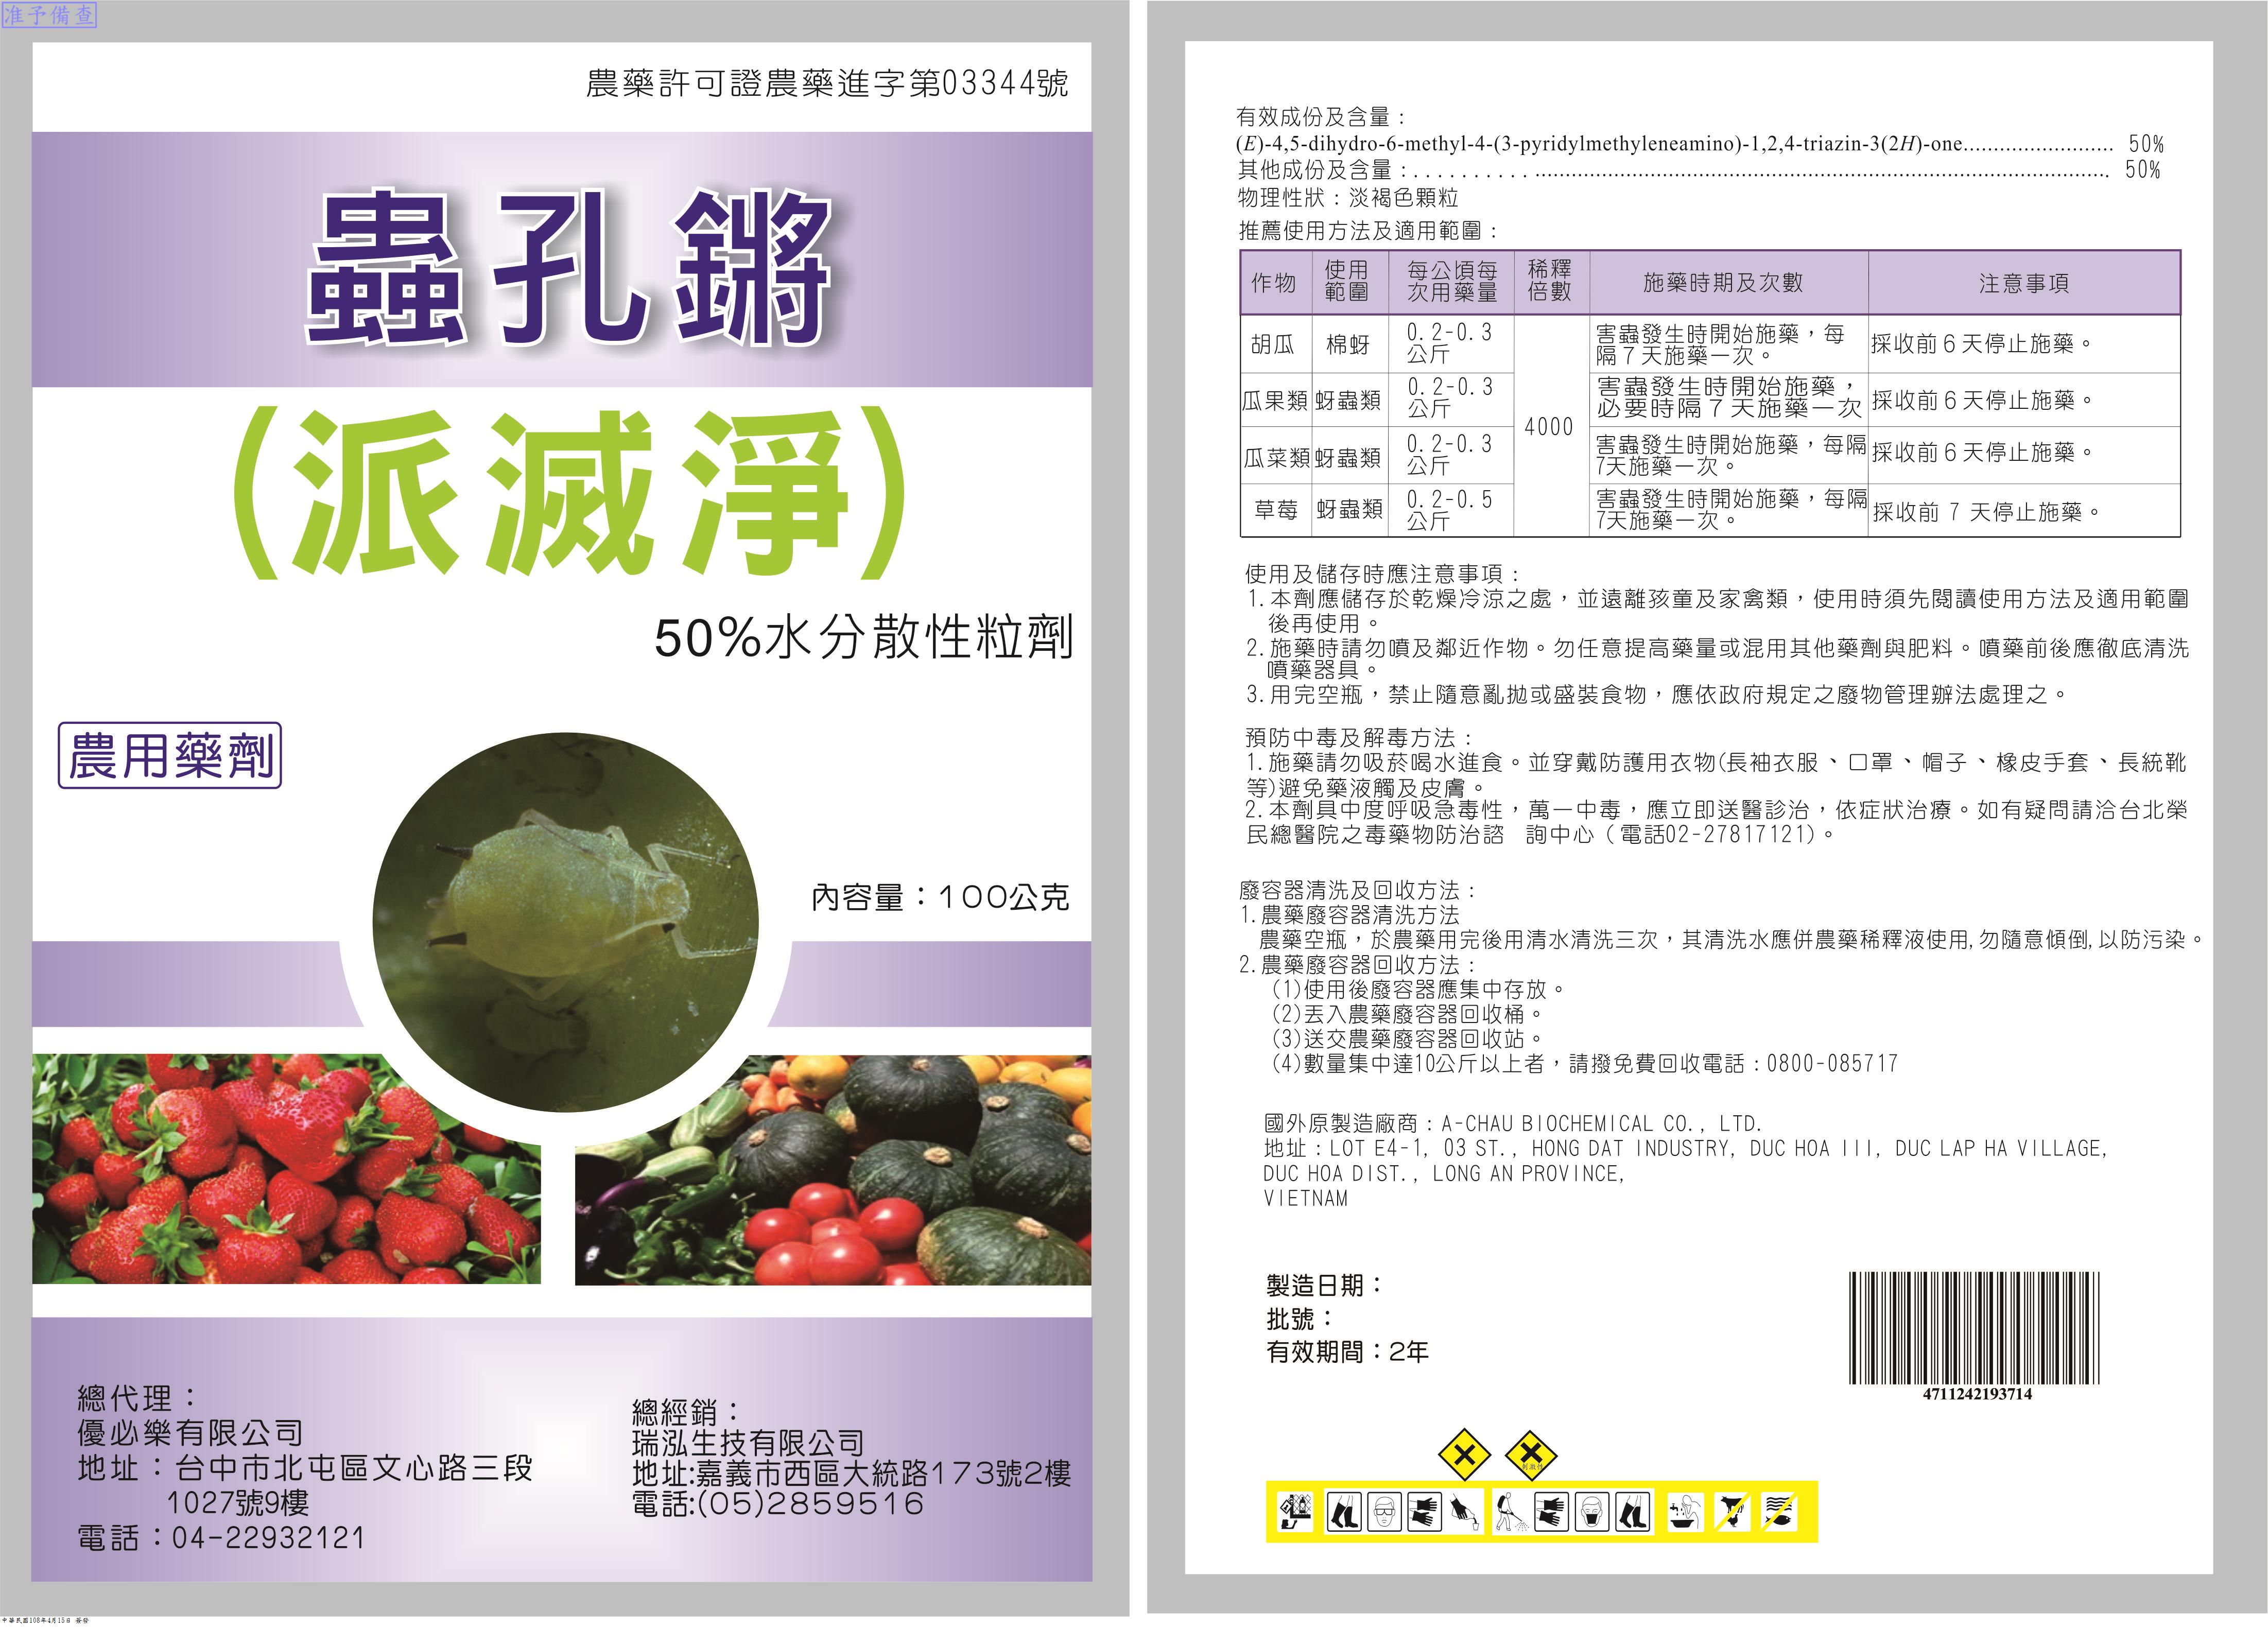 准予備查
農藥許可證農藥進字第03344號
蟲孔鏘
(派滅淨)
50%水分散性粒劑
農用藥劑
內容量：100公克
總代理：
優必樂有限公司
地址：台中市北屯區文心路三段
1027號9樓
電話：04-22932121
總經銷：
瑞泓生技有限公司
地址:嘉義市西區大統路173號2樓
電話:(05)2859516
中華民國108年4月15日 簽發
有效成份及含量：
(E)-4,5-dihydro-6-methyl-4-(3-pyridylmethyleneamino)-1,2,4-triazin-3(2H)-one......................... 50%
其他成份及含量：.......... ................................................................................................ 50%
物理性狀：淡褐色顆粒
推薦使用方法及適用範圍：
作物 使用範圍 每公頃每次用藥量 稀釋倍數 施藥時期及次數 注意事項
胡瓜 棉蚜 0.2-0.3公斤 4000 害蟲發生時開始施藥，每隔7天施藥一次。 採收前6天停止施藥。
瓜果類 蚜蟲類 0.2-0.3公斤 害蟲發生時開始施藥，必要時隔7天施藥一次 採收前6天停止施藥。
瓜菜類 蚜蟲類 0.2-0.3公斤 害蟲發生時開始施藥，每隔7天施藥一次。 採收前6天停止施藥。
草莓 蚜蟲類 0.2-0.5公斤 害蟲發生時開始施藥，每隔7天施藥一次。 採收前 7 天停止施藥。
使用及儲存時應注意事項：
1.本劑應儲存於乾燥冷涼之處，並遠離孩童及家禽類，使用時須先閱讀使用方法及適用範圍
後再使用。
2.施藥時請勿噴及鄰近作物。勿任意提高藥量或混用其他藥劑與肥料。噴藥前後應徹底清洗
噴藥器具。
3.用完空瓶，禁止隨意亂拋或盛裝食物，應依政府規定之廢物管理辦法處理之。
預防中毒及解毒方法：
1.施藥請勿吸菸喝水進食。並穿戴防護用衣物(長袖衣服、口罩、帽子、橡皮手套、長統靴
等)避免藥液觸及皮膚。
2.本劑具中度呼吸急毒性，萬一中毒，應立即送醫診治，依症狀治療。如有疑問請洽台北榮
民總醫院之毒藥物防治諮 詢中心（電話02-27817121)。
廢容器清洗及回收方法：
1.農藥廢容器清洗方法
農藥空瓶，於農藥用完後用清水清洗三次，其清洗水應併農藥稀釋液使用,勿隨意傾倒,以防污染。
2.農藥廢容器回收方法：
(1)使用後廢容器應集中存放。
(2)丟入農藥廢容器回收桶。
(3)送交農藥廢容器回收站。
(4)數量集中達10公斤以上者，請撥免費回收電話：0800-085717
國外原製造廠商：A-CHAU BIOCHEMICAL CO., LTD.
地址：LOT E4-1, 03 ST., HONG DAT INDUSTRY, DUC HOA III, DUC LAP HA VILLAGE,
DUC HOA DIST., LONG AN PROVINCE,
VIETNAM
製造日期：
批號：
有效期間：2年
4711242193714
刺激性